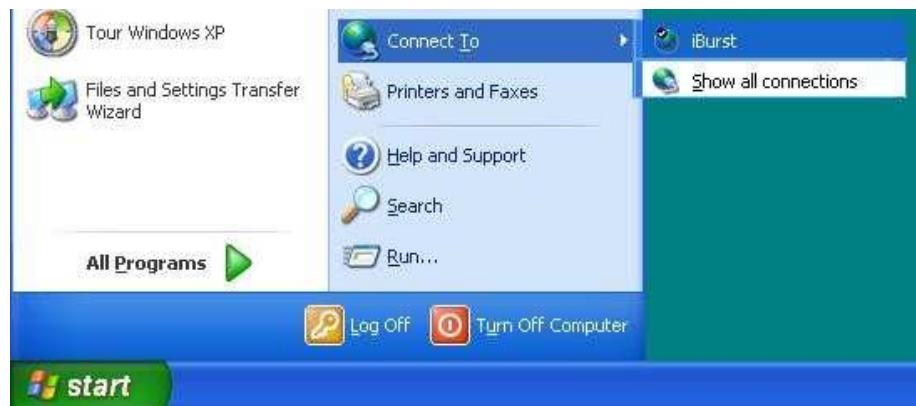 Tour Windows XP
Files and Settings Transfer
Wizard
All Programs
Connect To
Printers and Faxes
Help and Support
Search
Run...
iBurst
Show all connections
Log Off
Turn Off Computer
start